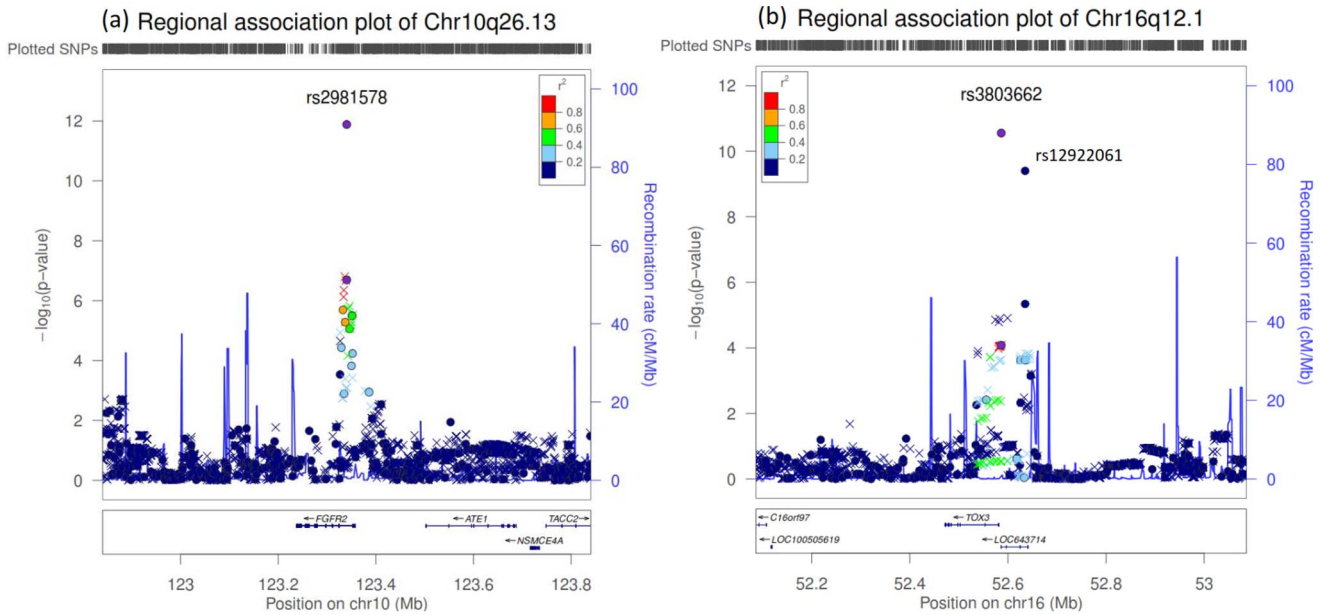 (a) Regional association plot of Chr10q26.13
Plotted SNPs
rs2981578
r²
0.8
0.6
0.4
0.2
12
10
8
6
4
2
0
−log₁₀(p−value)
100
80
60
40
20
0
Recombination rate (cM/Mb)
←FGFR2
←ATE1
TACC2→
←NSMCE4A
123
123.2
123.4
123.6
123.8
Position on chr10 (Mb)
(b) Regional association plot of Chr16q12.1
Plotted SNPs
r²
0.8
0.6
0.4
0.2
rs3803662
rs12922061
12
10
8
6
4
2
0
−log₁₀(p−value)
100
80
60
40
20
0
Recombination rate (cM/Mb)
←C16orf97
←TOX3
←LOC100505619
←LOC643714
52.2
52.4
52.6
52.8
53
Position on chr16 (Mb)